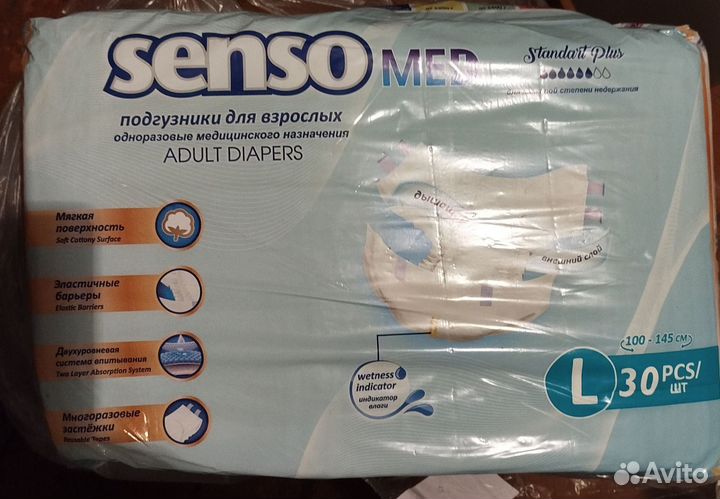 senso MED
Standart Plus
степени недержания
подгузники для взрослых
одноразовые медицинского назначения
ADULT DIAPERS
Мягкая
поверхность
Soft Cottony Surface
Эластичные
барьеры
Elastic Barriers
Двухуровневая
система впитывания
Two Layer Absorption System
Многоразовые
застёжки
Reusable Tapes
внешний слой
wetness
indicator
индикатор
влаги
100 - 145 см
L 30 PCS/
шт
Avito